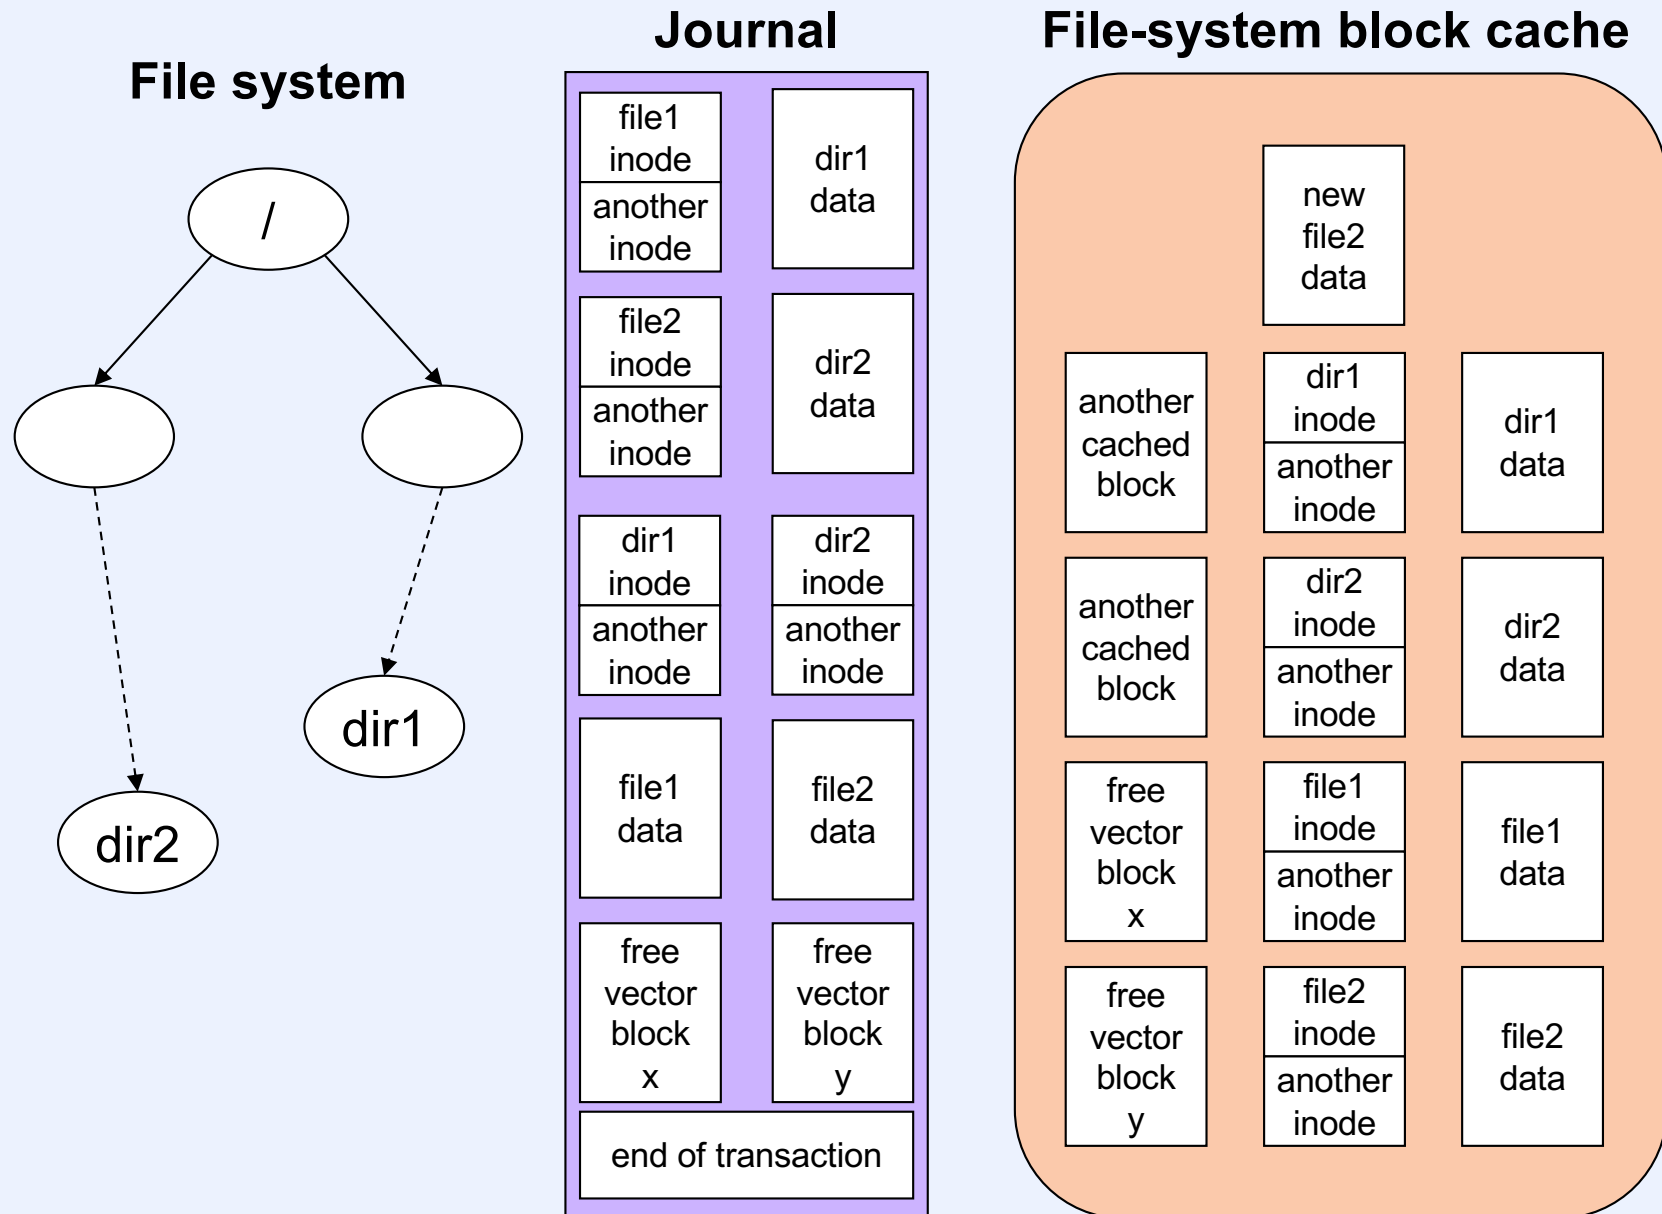 File system
/
dir1
dir2
Journal
file1
inode
another
inode
dir1
data
file2
inode
another
inode
dir2
data
dir1
inode
another
inode
dir2
inode
another
inode
file1
data
file2
data
free
vector
block
x
free
vector
block
y
end of transaction
File-system block cache
new
file2
data
another
cached
block
dir1
inode
another
inode
dir1
data
another
cached
block
dir2
inode
another
inode
dir2
data
free
vector
block
x
file1
inode
another
inode
file1
data
free
vector
block
y
file2
inode
another
inode
file2
data